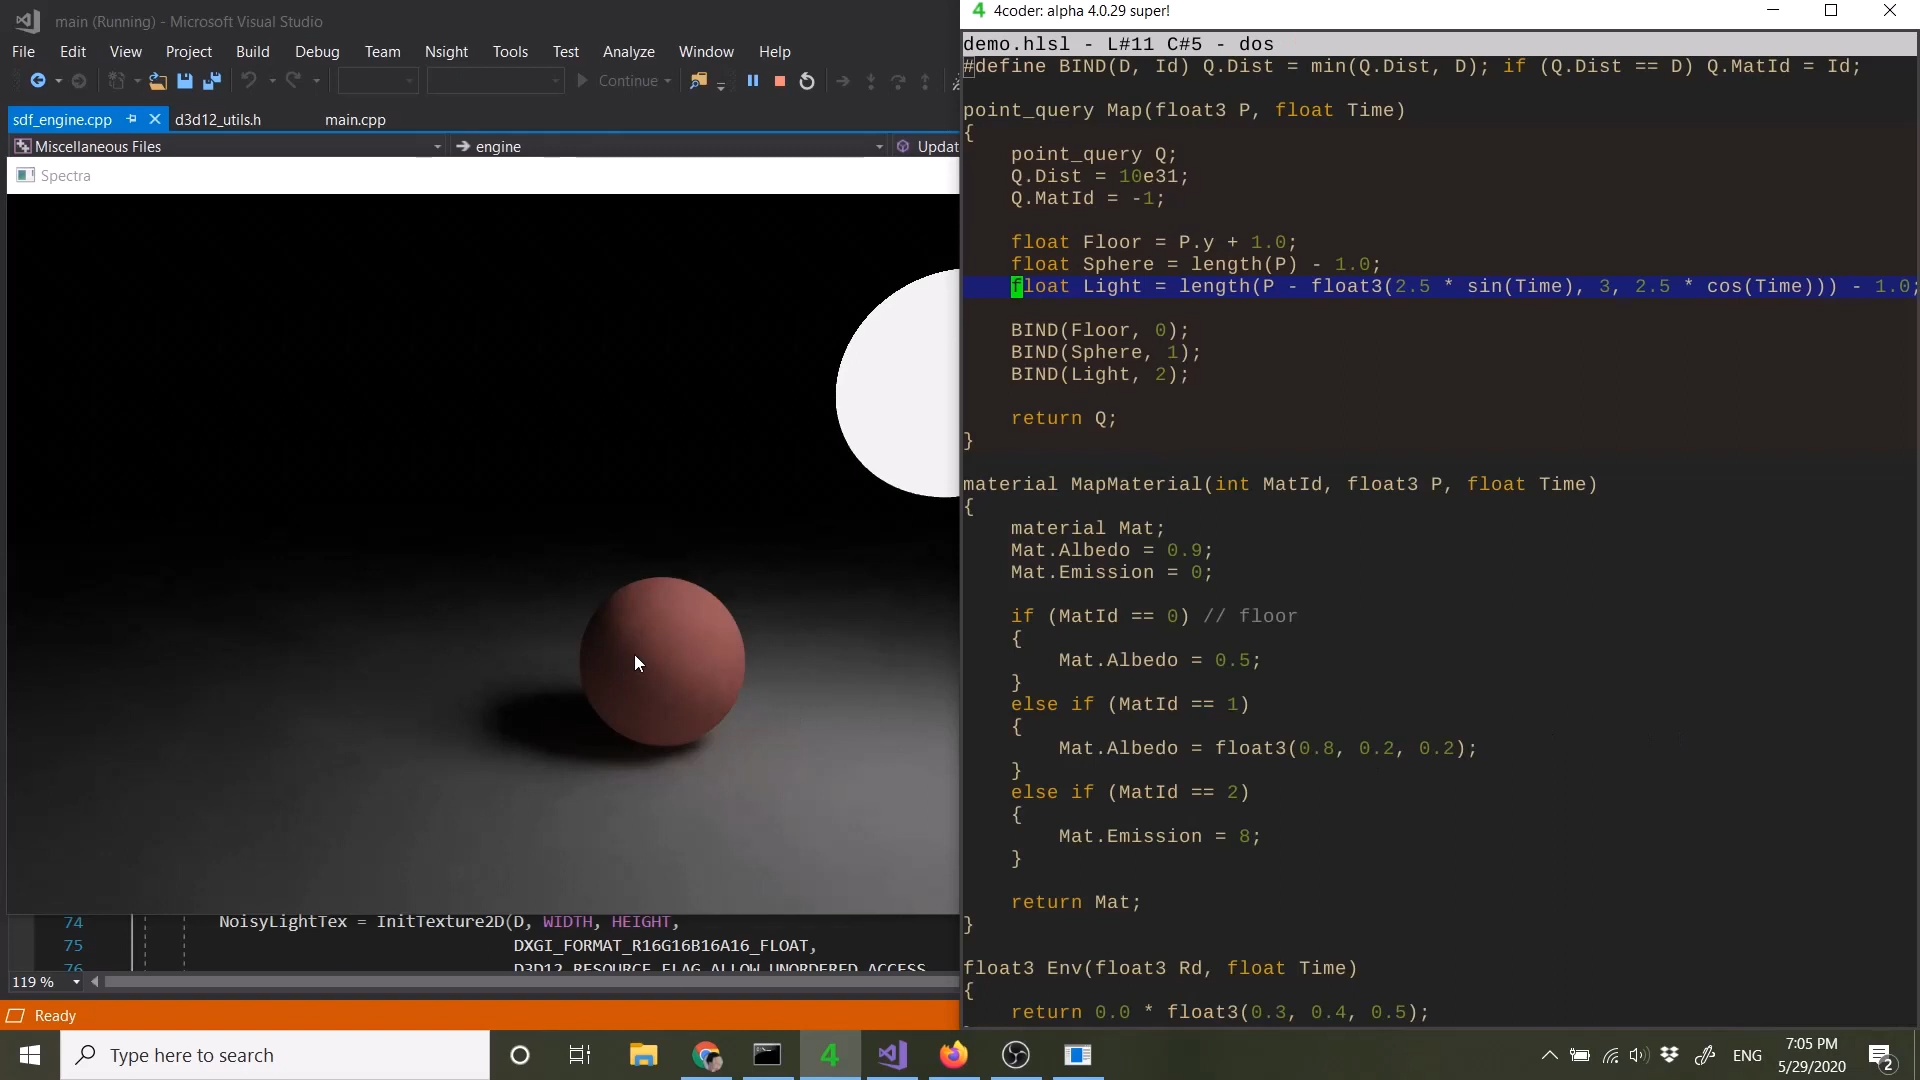 main (Running) - Microsoft Visual Studio
File Edit View Project Build Debug Team Nsight Tools Test Analyze Window Help
Continue
sdf_engine.cpp d3d12_utils.h main.cpp
Miscellaneous Files engine Updat
Spectra
74 NoisyLightTex = InitTexture2D(D, WIDTH, HEIGHT,
75 DXGI_FORMAT_R16G16B16A16_FLOAT,
76 D3D12_RESOURCE_FLAG_ALLOW_UNORDERED_ACCESS
119 %
Ready
4 4coder: alpha 4.0.29 super!
demo.hlsl - L#11 C#5 - dos
#define BIND(D, Id) Q.Dist = min(Q.Dist, D); if (Q.Dist == D) Q.MatId = Id;
point_query Map(float3 P, float Time)
{
point_query Q;
Q.Dist = 10e31;
Q.MatId = -1;
float Floor = P.y + 1.0;
float Sphere = length(P) - 1.0;
float Light = length(P - float3(2.5 * sin(Time), 3, 2.5 * cos(Time))) - 1.0;
BIND(Floor, 0);
BIND(Sphere, 1);
BIND(Light, 2);
return Q;
}
material MapMaterial(int MatId, float3 P, float Time)
{
material Mat;
Mat.Albedo = 0.9;
Mat.Emission = 0;
if (MatId == 0) // floor
{
Mat.Albedo = 0.5;
}
else if (MatId == 1)
{
Mat.Albedo = float3(0.8, 0.2, 0.2);
}
else if (MatId == 2)
{
Mat.Emission = 8;
}
return Mat;
}
float3 Env(float3 Rd, float Time)
{
return 0.0 * float3(0.3, 0.4, 0.5);
Type here to search
4
ENG
7:05 PM
5/29/2020
2